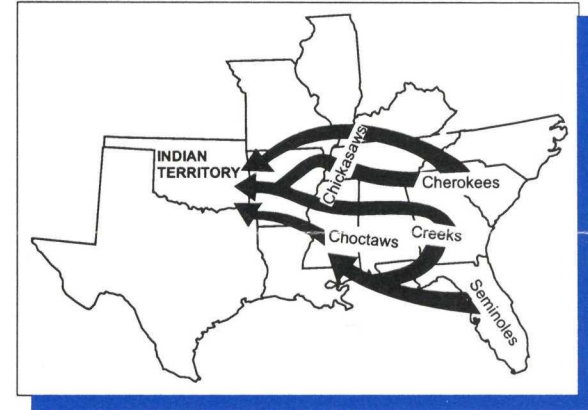 INDIAN
TERRITORY
Chickasaws
Cherokees
Choctaws
Creeks
Seminoles